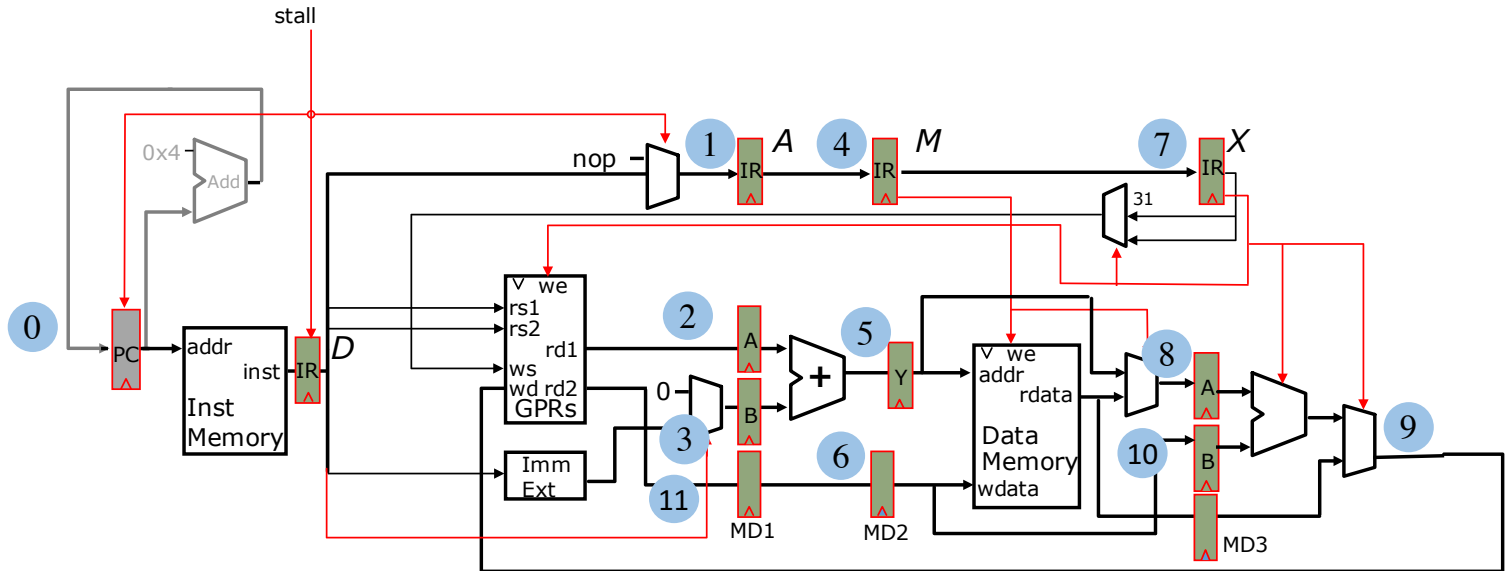 stall
0x4
Add
nop
1
IR
A
4
IR
M
7
IR
X
31
0
PC
addr
inst
Inst
Memory
IR
D
we
rs1
rs2
rd1
ws
wd rd2
GPRs
Imm
Ext
2
A
0
3
B
11
MD1
+
5
Y
6
MD2
we
addr
rdata
Data
Memory
wdata
8
A
10
B
MD3
9